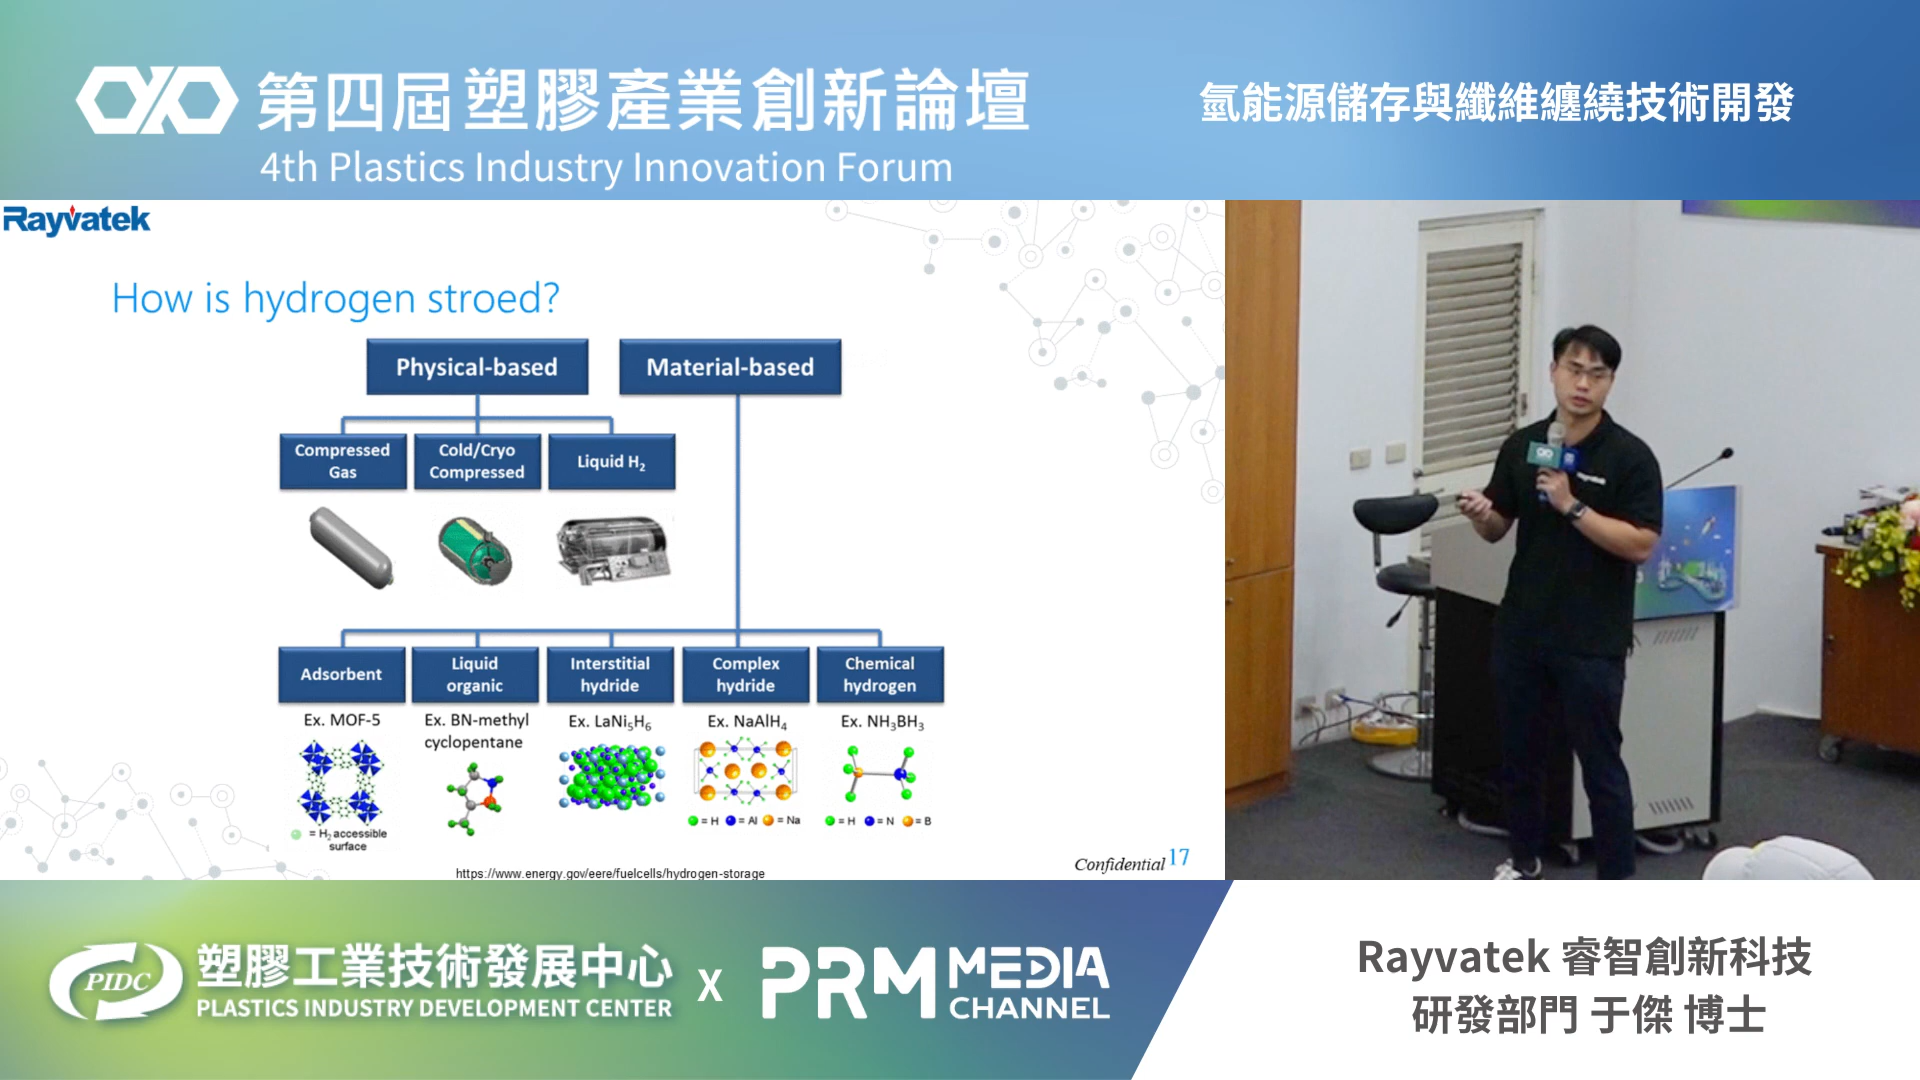 第四屆塑膠產業創新論壇
4th Plastics Industry Innovation Forum
氫能源儲存與纖維纏繞技術開發
Rayvatek
How is hydrogen stroed?
Physical-based
Material-based
Compressed
Gas
Cold/Cryo
Compressed
Liquid H₂
Adsorbent
Liquid
organic
Interstitial
hydride
Complex
hydride
Chemical
hydrogen
Ex. MOF-5
Ex. BN-methyl
cyclopentane
Ex. LaNi₅H₆
Ex. NaAlH₄
Ex. NH₃BH₃
= H₂ accessible
surface
= H = Al = Na
= H = N = B
https://www.energy.gov/eere/fuelcells/hydrogen-storage
Confidential 17
Rayvatek
PIDC
塑膠工業技術發展中心
PLASTICS INDUSTRY DEVELOPMENT CENTER
X
PRM MEDIA
CHANNEL
Rayvatek 睿智創新科技
研發部門 于傑 博士